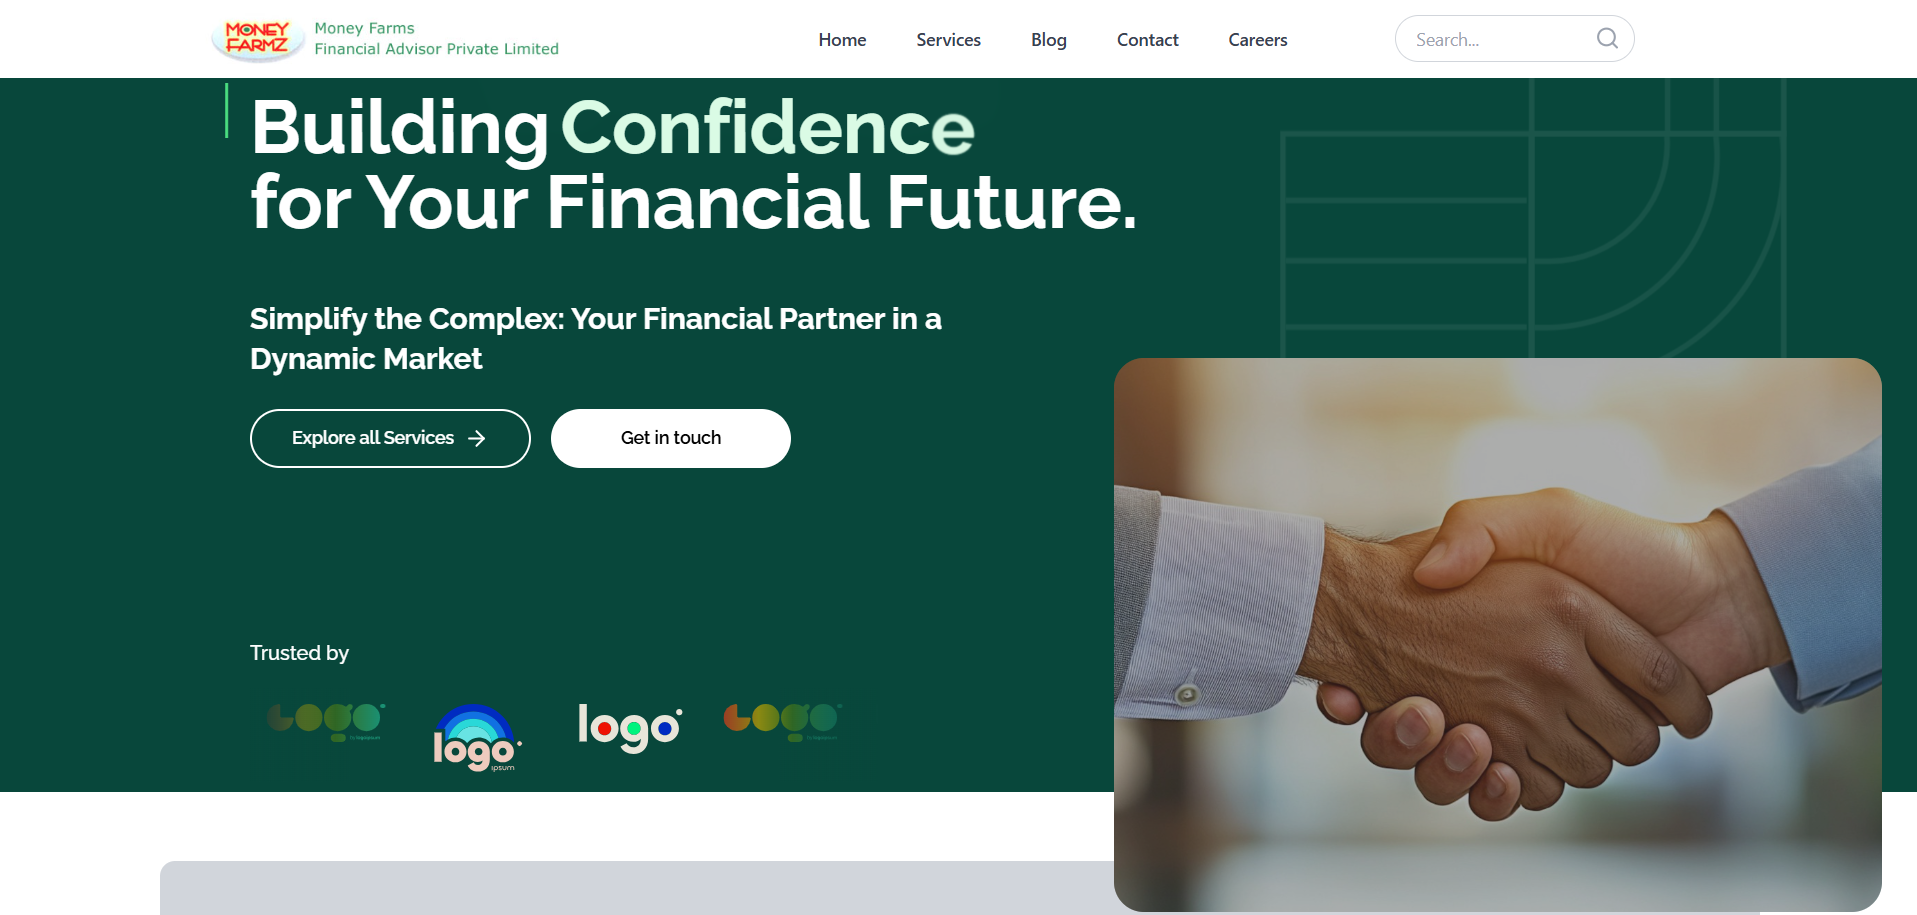 MONEY
FARMZ
Money Farms
Financial Advisor Private Limited
Home
Services
Blog
Contact
Careers
Search...
Building Confidence
for Your Financial Future.
Simplify the Complex: Your Financial Partner in a
Dynamic Market
Explore all Services
Get in touch
Trusted by
Logo
logo
ipsum
logo
Logo